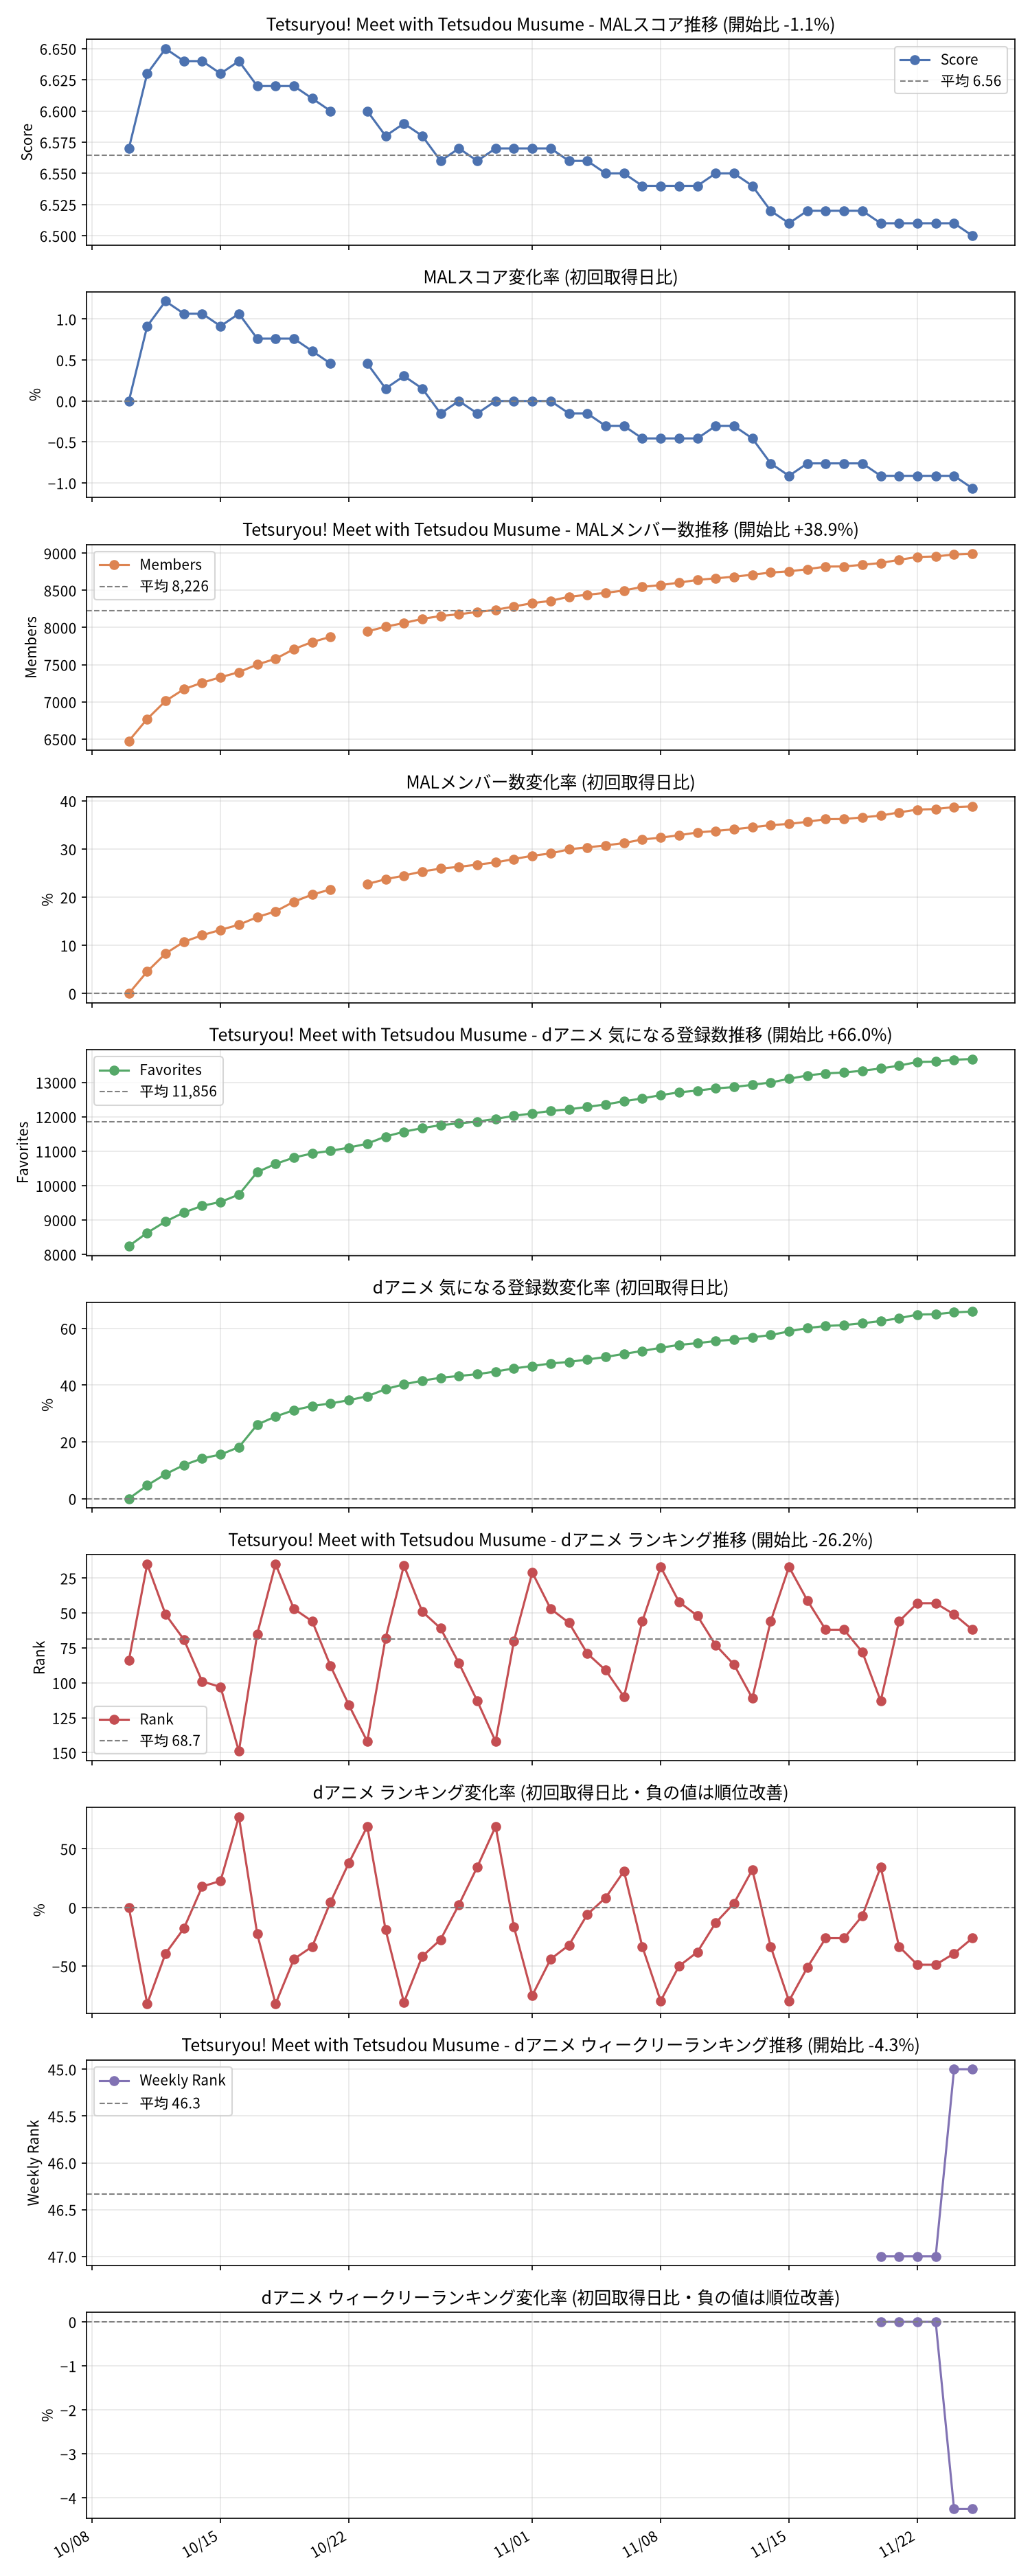 Tetsuryou! Meet with Tetsudou Musume - MALスコア推移 (開始比 -1.1%)
6.650
6.625
6.600
6.575
6.550
6.525
6.500
Score
Score
平均 6.56
MALスコア変化率 (初回取得日比)
1.0
0.5
0.0
−0.5
−1.0
%
Tetsuryou! Meet with Tetsudou Musume - MALメンバー数推移 (開始比 +38.9%)
9000
8500
8000
7500
7000
6500
Members
Members
平均 8,226
MALメンバー数変化率 (初回取得日比)
40
30
20
10
0
%
Tetsuryou! Meet with Tetsudou Musume - dアニメ 気になる登録数推移 (開始比 +66.0%)
13000
12000
11000
10000
9000
8000
Favorites
Favorites
平均 11,856
dアニメ 気になる登録数変化率 (初回取得日比)
60
40
20
0
%
Tetsuryou! Meet with Tetsudou Musume - dアニメ ランキング推移 (開始比 -26.2%)
25
50
75
100
125
150
Rank
Rank
平均 68.7
dアニメ ランキング変化率 (初回取得日比・負の値は順位改善)
50
0
−50
%
Tetsuryou! Meet with Tetsudou Musume - dアニメ ウィークリーランキング推移 (開始比 -4.3%)
45.0
45.5
46.0
46.5
47.0
Weekly Rank
Weekly Rank
平均 46.3
dアニメ ウィークリーランキング変化率 (初回取得日比・負の値は順位改善)
0
−1
−2
−3
−4
%
10/08
10/15
10/22
11/01
11/08
11/15
11/22